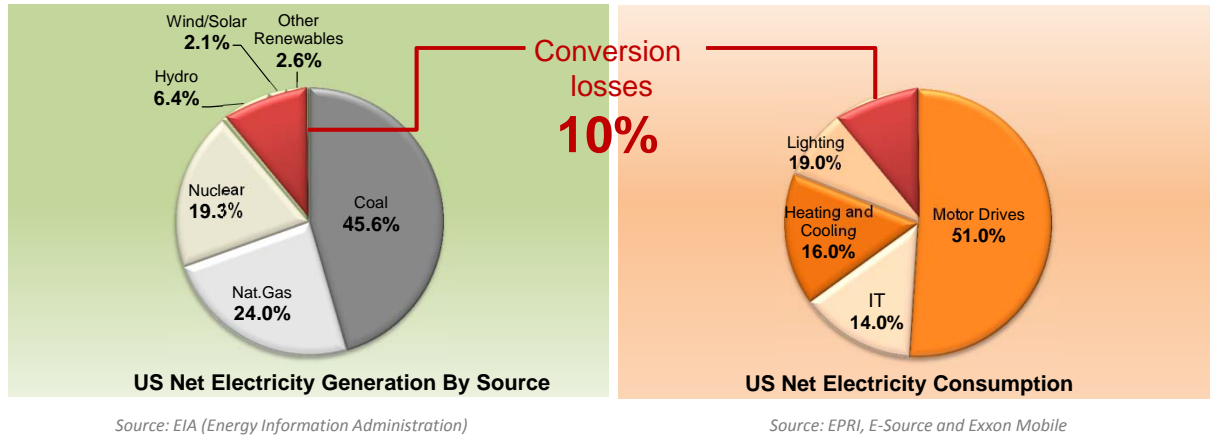 Wind/Solar
2.1%
Other
Renewables
2.6%
Hydro
6.4%
Nuclear
19.3%
Coal
45.6%
Nat.Gas
24.0%
US Net Electricity Generation By Source
Source: EIA (Energy Information Administration)
Conversion
losses
10%
Lighting
19.0%
Heating and
Cooling
16.0%
Motor Drives
51.0%
IT
14.0%
US Net Electricity Consumption
Source: EPRI, E-Source and Exxon Mobile